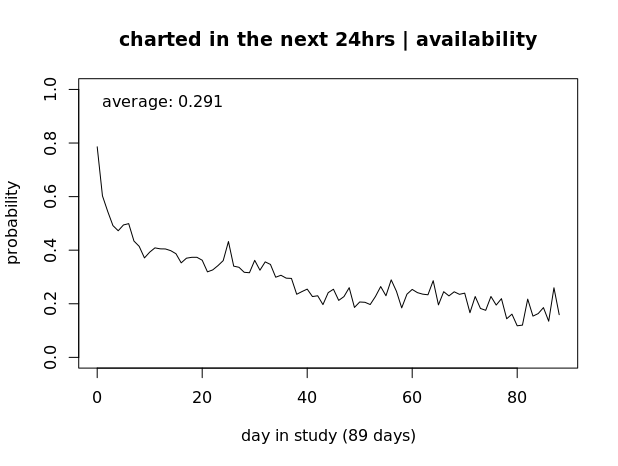 charted in the next 24hrs | availability
average: 0.291
probability
1.0
0.8
0.6
0.4
0.2
0.0
0 20 40 60 80
day in study (89 days)